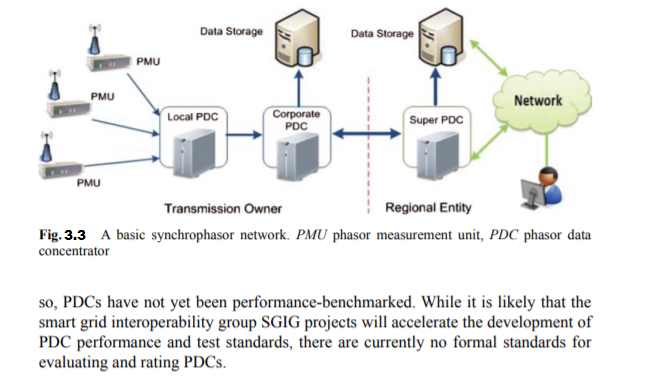 Data Storage
Data Storage
PMU
PMU
PMU
Local PDC
Corporate
PDC
Super PDC
Network
Transmission Owner
Regional Entity
Fig. 3.3 A basic synchrophasor network. PMU phasor measurement unit, PDC phasor data
concentrator
so, PDCs have not yet been performance-benchmarked. While it is likely that the
smart grid interoperability group SGIG projects will accelerate the development of
PDC performance and test standards, there are currently no formal standards for
evaluating and rating PDCs.